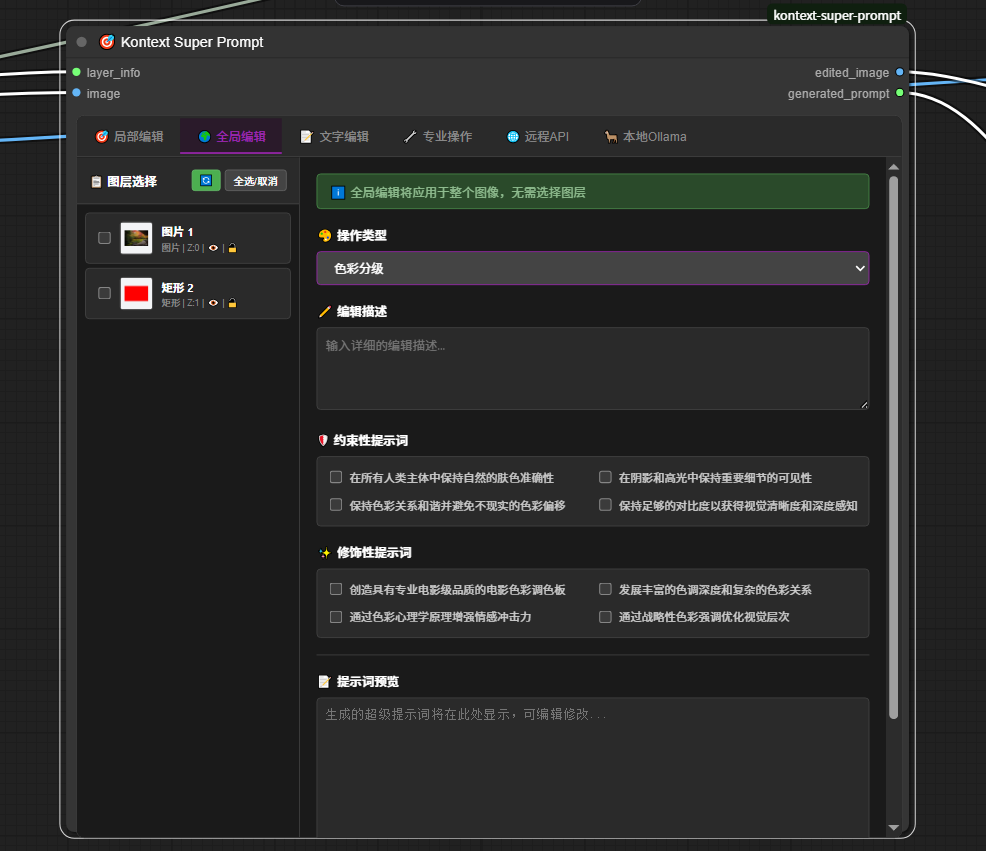 kontext-super-prompt
Kontext Super Prompt
layer_info
edited_image
image
generated_prompt
局部编辑
全局编辑
文字编辑
专业操作
远程API
本地Ollama
图层选择
全选/取消
图片 1
图片 | Z:0 | |
矩形 2
矩形 | Z:1 | |
全局编辑将应用于整个图像，无需选择图层
操作类型
色彩分级
编辑描述
输入详细的编辑描述...
约束性提示词
在所有人类主体中保持自然的肤色准确性
在阴影和高光中保持重要细节的可见性
保持色彩关系和谐并避免不现实的色彩偏移
保持足够的对比度以获得视觉清晰度和深度感知
修饰性提示词
创造具有专业电影级品质的电影色彩调色板
发展丰富的色调深度和复杂的色彩关系
通过色彩心理学原理增强情感冲击力
通过战略性色彩强调优化视觉层次
提示词预览
生成的超级提示词将在此处显示，可编辑修改...